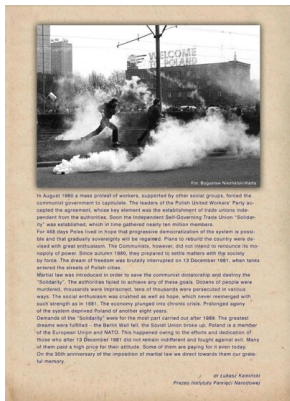 WELCOME
TO POLAND
Fot. Bogusław Nieznalski/Karta
In August 1980 a mass protest of workers, supported by other social groups, forced the
communist government to capitulate. The leaders of the Polish United Workers' Party ac-
cepted the agreement, whose key element was the establishment of trade unions inde-
pendent from the authorities. Soon the Independent Self-Governing Trade Union "Solidar-
ity" was established, which in time gathered nearly ten million members.
For 468 days Poles lived in hope that progressive democratization of the system is possi-
ble and that gradually sovereignty will be regained. Plans to rebuild the country were de-
vised with great enthusiasm. The Communists, however, did not intend to renounce its mo-
nopoly of power. Since autumn 1980, they prepared to settle matters with the society
by force. The dream of freedom was brutally interrupted on 13 December 1981, when tanks
entered the streets of Polish cities.
Martial law was introduced in order to save the communist dictatorship and destroy the
"Solidarity". The authorities failed to achieve any of these goals. Dozens of people were
murdered, thousands were imprisoned, tens of thousands were persecuted in various
ways. The social enthusiasm was crushed as well as hope, which never reemerged with
such strength as in 1981. The economy plunged into chronic crisis. Prolonged agony
of the system deprived Poland of another eight years.
Demands of the "Solidarity" were for the most part carried out after 1989. The greatest
dreams were fulfilled - the Berlin Wall fell, the Soviet Union broke up, Poland is a member
of the European Union and NATO. This happened owing to the efforts and dedication of
those who after 13 December 1981 did not remain indifferent and fought against evil. Many
of them paid a high price for their attitude. Some of them are paying for it even today.
On the 30th anniversary of the imposition of martial law we direct towards them our grate-
ful memory.
dr Łukasz Kamiński
Prezes Instytutu Pamięci Narodowej